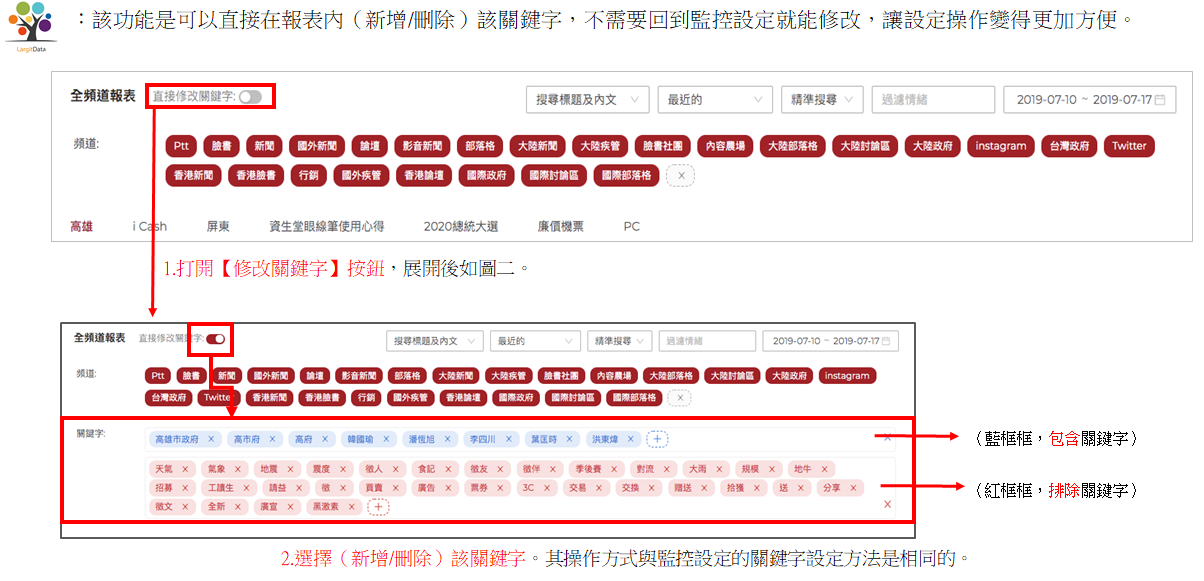 ：該功能是可以直接在報表內（新增/刪除）該關鍵字，不需要回到監控設定就能修改，讓設定操作變得更加方便。
LargitData
全頻道報表 直接修改關鍵字: 搜尋標題及內文 最近的 精準搜尋 過濾情緒 2019-07-10 ~ 2019-07-17
頻道: Ptt 臉書 新聞 國外新聞 論壇 影音新聞 部落格 大陸新聞 大陸疾管 臉書社團 內容農場 大陸部落格 大陸討論區 大陸政府 instagram 台灣政府 Twitter
香港新聞 香港臉書 行銷 國外疾管 香港論壇 國際政府 國際討論區 國際部落格 X
高雄 i Cash 屏東 資生堂眼線筆使用心得 2020總統大選 廉價機票 PC
1.打開【修改關鍵字】按鈕，展開後如圖二。
全頻道報表 直接修改關鍵字: 搜尋標題及內文 最近的 精準搜尋 過濾情緒 2019-07-10 ~ 2019-07-17
頻道: Ptt 臉書 新聞 國外新聞 論壇 影音新聞 部落格 大陸新聞 大陸疾管 臉書社團 內容農場 大陸部落格 大陸討論區 大陸政府 instagram
台灣政府 Twitter 香港新聞 香港臉書 行銷 國外疾管 香港論壇 國際政府 國際討論區 國際部落格 X
關鍵字: 高雄市政府 X 高市府 X 高府 X 韓國瑜 X 潘恆旭 X 李四川 X 葉匡時 X 洪東煒 X + X
（藍框框，包含關鍵字）
天氣 X 氣象 X 地震 X 震度 X 徵人 X 食記 X 徵友 X 徵伴 X 季後賽 X 對流 X 大雨 X 規模 X 地牛 X
招募 X 工讀生 X 請益 X 徵 X 買賣 X 廣告 X 票券 X 3C X 交易 X 交換 X 贈送 X 拾獲 X 送 X 分享 X
（紅框框，排除關鍵字）
徵文 X 全新 X 廣宣 X 黑激素 X + X
2.選擇（新增/刪除）該關鍵字。其操作方式與監控設定的關鍵字設定方法是相同的。